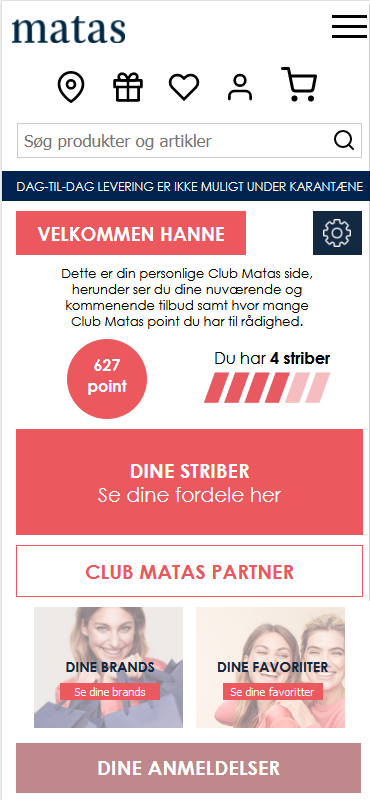 matas
Søg produkter og artikler
DAG-TIL-DAG LEVERING ER IKKE MULIGT UNDER KARANTÆNE
VELKOMMEN HANNE
Dette er din personlige Club Matas side,
herunder ser du dine nuværende og
kommenende tilbud samt hvor mange
Club Matas point du har til rådighed.
627
point
Du har 4 striber
DINE STRIBER
Se dine fordele her
CLUB MATAS PARTNER
DINE BRANDS
Se dine brands
DINE FAVORIITER
Se dine favoritter
DINE ANMELDELSER